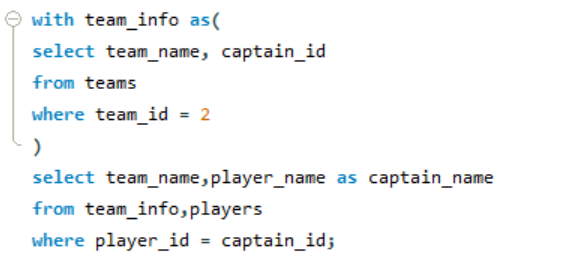 with team_info as(
select team_name, captain_id
from teams
where team_id = 2
)
select team_name,player_name as captain_name
from team_info,players
where player_id = captain_id;